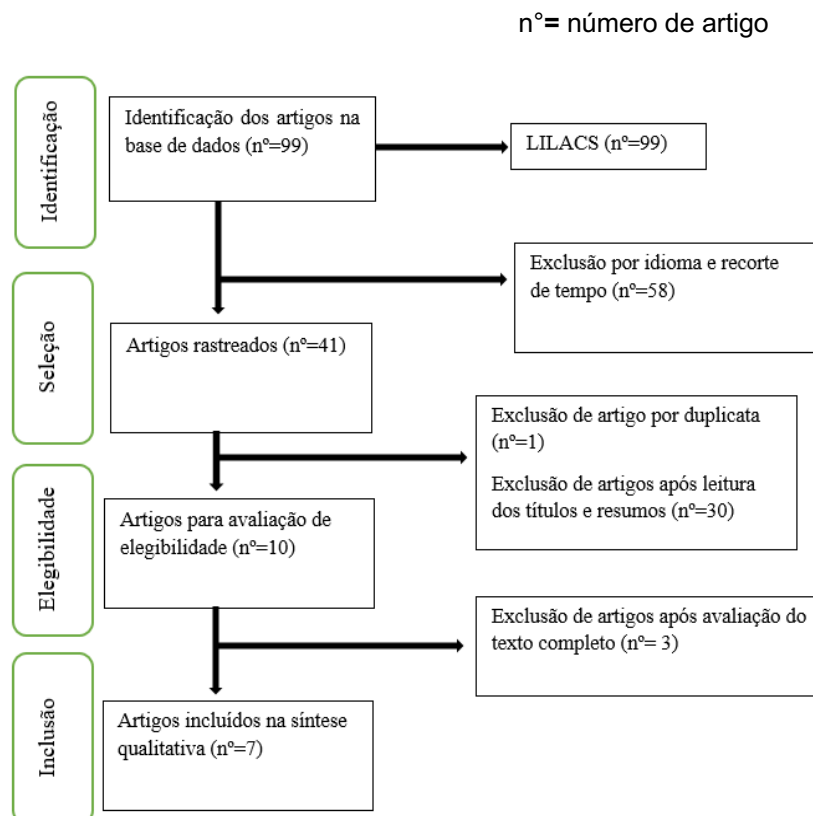 n°= número de artigo
Identificação
Identificação dos artigos na
base de dados (nº=99)
LILACS (nº=99)
Exclusão por idioma e recorte
de tempo (nº=58)
Seleção
Artigos rastreados (nº=41)
Exclusão de artigo por duplicata
(nº=1)
Exclusão de artigos após leitura
dos títulos e resumos (nº=30)
Elegibilidade
Artigos para avaliação de
elegibilidade (nº=10)
Exclusão de artigos após avaliação do
texto completo (nº= 3)
Inclusão
Artigos incluídos na síntese
qualitativa (nº=7)